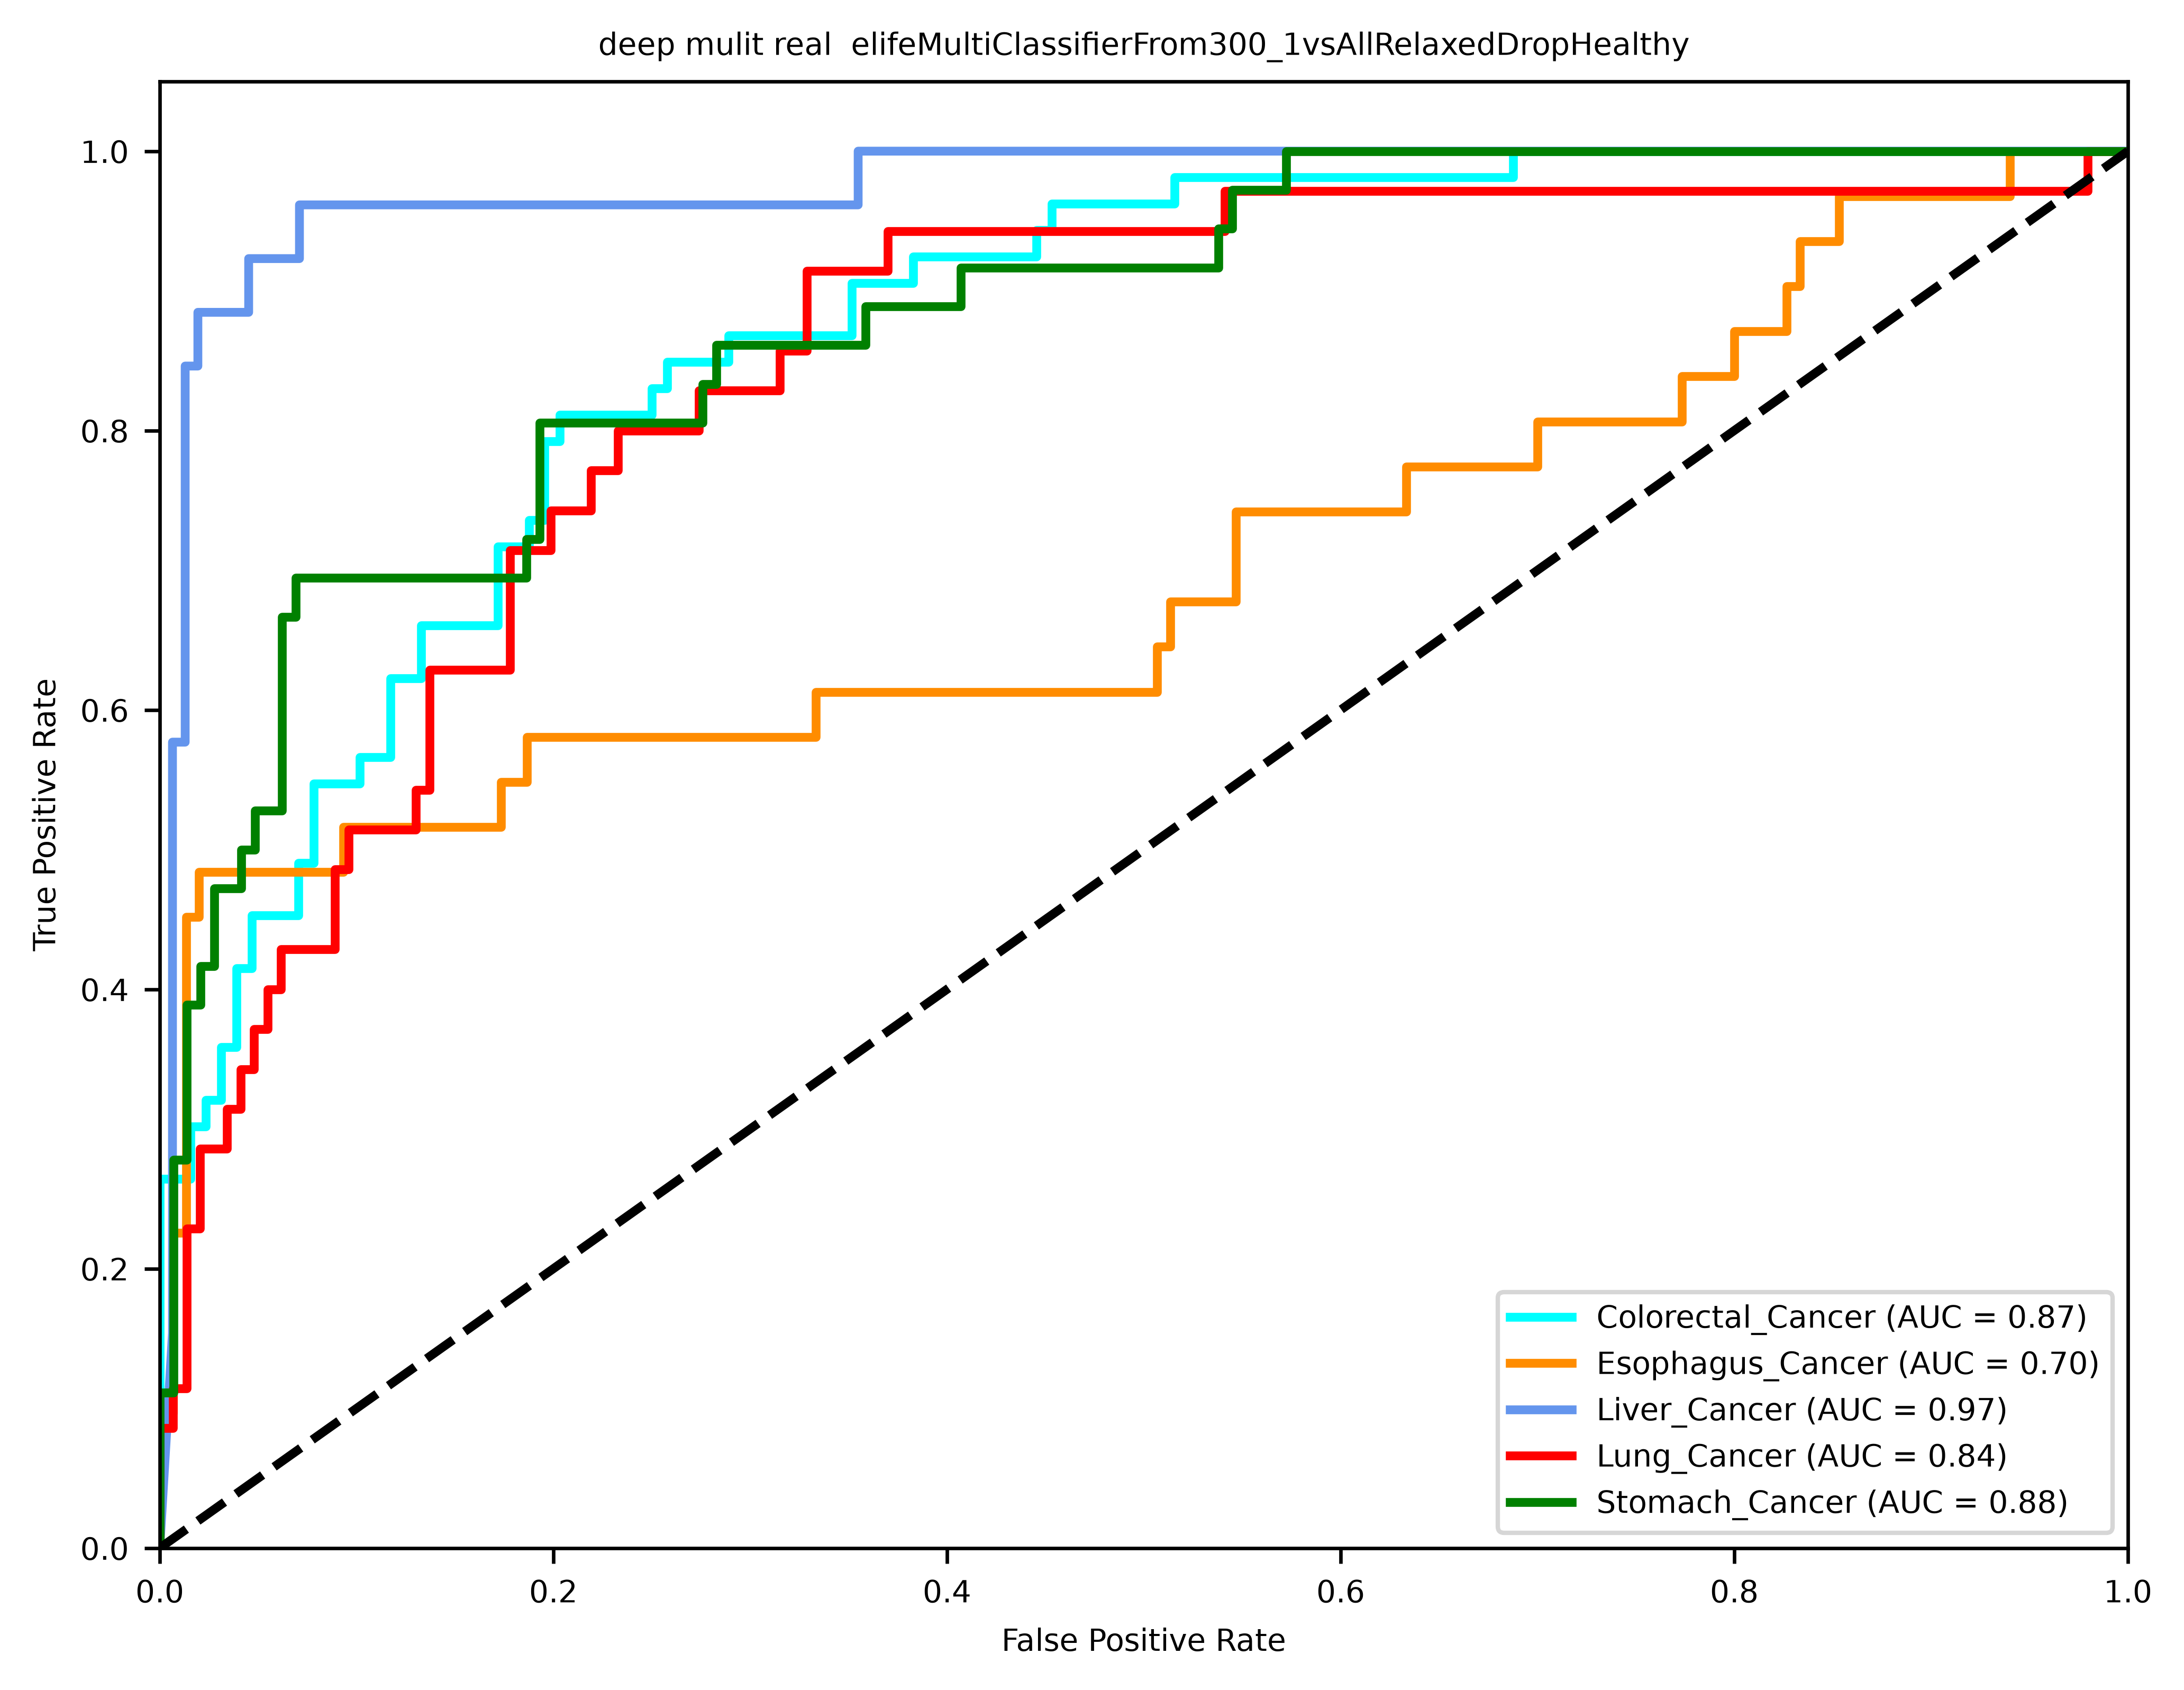 deep mulit real  elifeMultiClassifierFrom300_1vsAllRelaxedDropHealthy
True Positive Rate
1.0
0.8
0.6
0.4
0.2
0.0
Colorectal_Cancer (AUC = 0.87)
Esophagus_Cancer (AUC = 0.70)
Liver_Cancer (AUC = 0.97)
Lung_Cancer (AUC = 0.84)
Stomach_Cancer (AUC = 0.88)
0.0 0.2 0.4 0.6 0.8 1.0
False Positive Rate